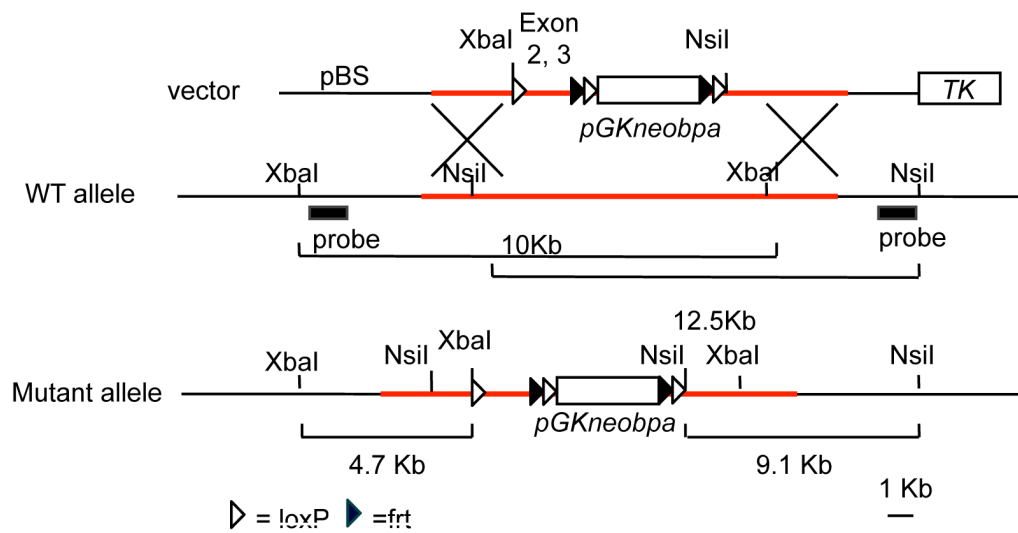 Exon
XbaI 2, 3 NsiI
pBS
vector TK
pGKneobpa
XbaI NsiI XbaI NsiI
WT allele
probe probe
10Kb
12.5Kb
XbaI NsiI XbaI NsiI XbaI NsiI
Mutant allele
pGKneobpa
4.7 Kb 9.1 Kb
1 Kb
= loxP =frt